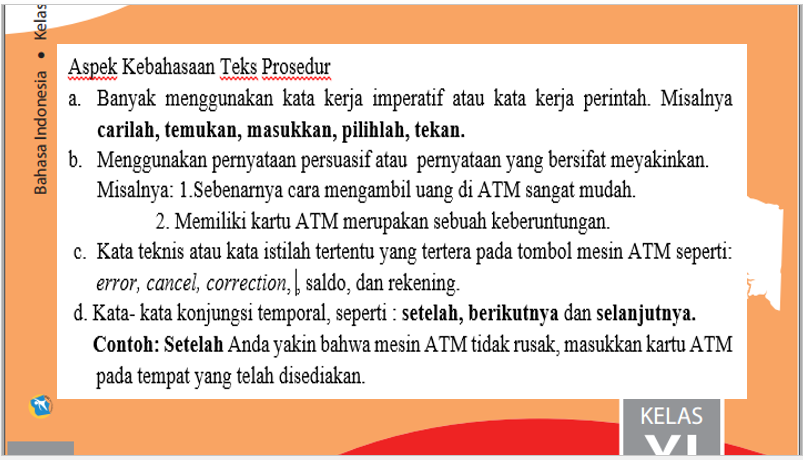 Bahasa Indonesia • Kelas
Aspek Kebahasaan Teks Prosedur
a. Banyak menggunakan kata kerja imperatif atau kata kerja perintah. Misalnya
carilah, temukan, masukkan, pilihlah, tekan.
b. Menggunakan pernyataan persuasif atau pernyataan yang bersifat meyakinkan.
Misalnya: 1.Sebenarnya cara mengambil uang di ATM sangat mudah.
2. Memiliki kartu ATM merupakan sebuah keberuntungan.
c. Kata teknis atau kata istilah tertentu yang tertera pada tombol mesin ATM seperti:
error, cancel, correction, , saldo, dan rekening.
d. Kata- kata konjungsi temporal, seperti : setelah, berikutnya dan selanjutnya.
Contoh: Setelah Anda yakin bahwa mesin ATM tidak rusak, masukkan kartu ATM
pada tempat yang telah disediakan.
KELAS
XI